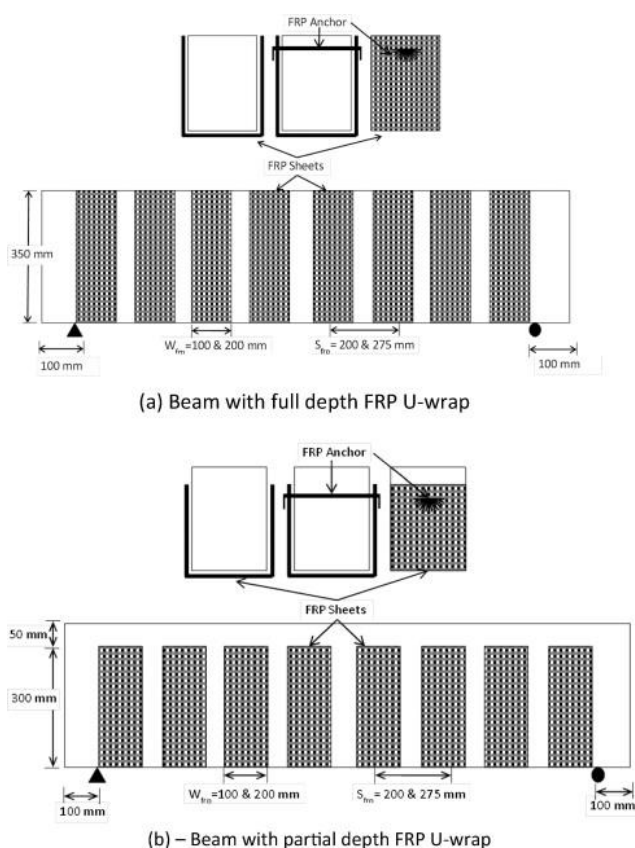 FRP Anchor
FRP Sheets
350 mm
W_fm=100 & 200 mm
S_frp= 200 & 275 mm
100 mm
100 mm
(a) Beam with full depth FRP U-wrap
FRP Anchor
FRP Sheets
50 mm
300 mm
W_frp=100 & 200 mm
S_frp = 200 & 275 mm
100 mm
100 mm
(b) – Beam with partial depth FRP U-wrap